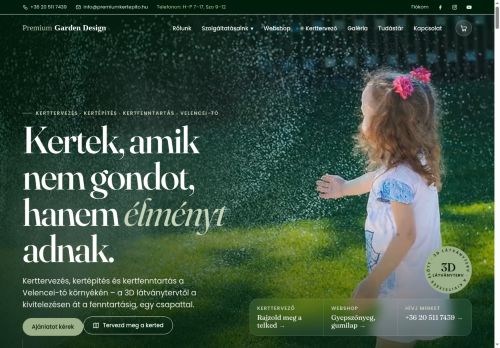 +36 20 511 7439 info@premiumkertepito.hu Telefonon: H–P 7–17, Szo 9–12 Fiókom
Premium Garden Design Rólunk Szolgáltatásaink Webshop Kerttervező Galéria Tudástár Kapcsolat
KERTTERVEZÉS · KERTÉPÍTÉS · KERTFENNTARTÁS · VELENCEI-TÓ
Kertek, amik
nem gondot,
hanem élményt
adnak.
Kerttervezés, kertépítés és kertfenntartás a
Velencei-tó környékén – a 3D látványtervtől a
kivitelezésen át a fenntartásig, egy csapattal.
Ajánlatot kérek Tervezd meg a kerted
3D
LÁTVÁNYTERV
KERTTERVEZŐ
Rajzold meg a
telked →
WEBSHOP
Gyepszőnyeg,
gumilap →
HÍVJ MINKET
+36 20 511 7439 →